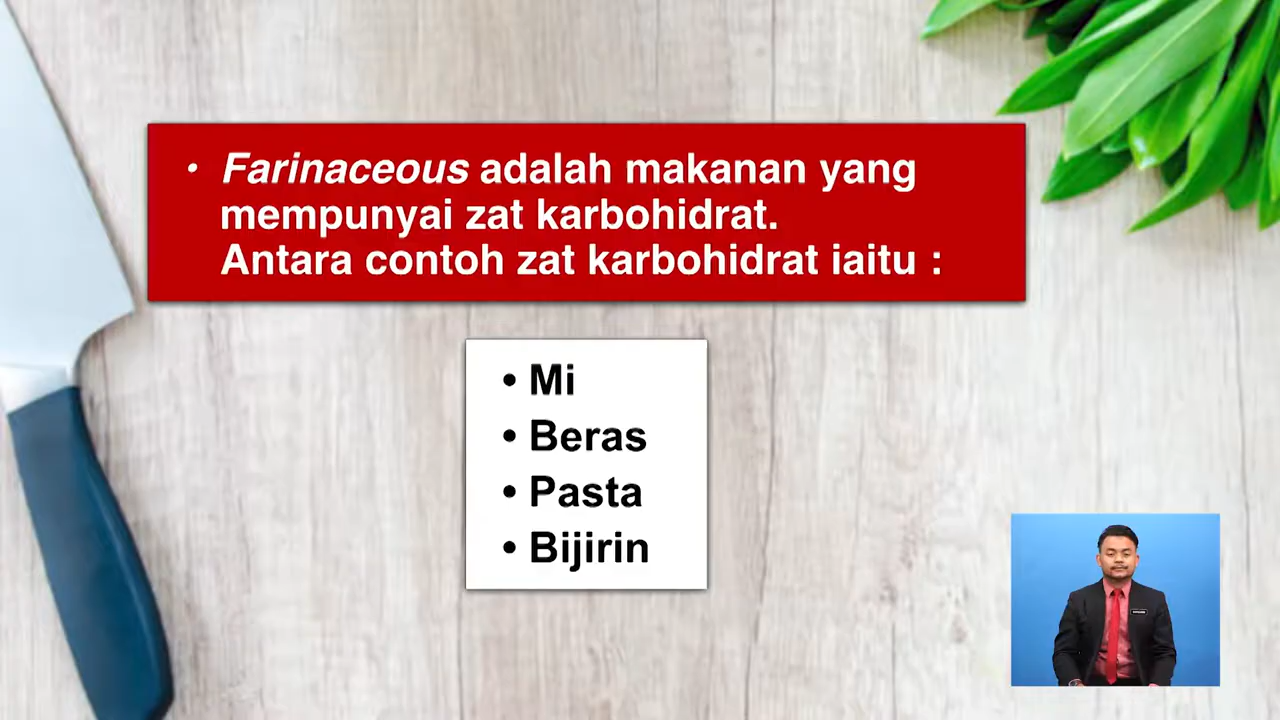 • Farinaceous adalah makanan yang
mempunyai zat karbohidrat.
Antara contoh zat karbohidrat iaitu :
• Mi
• Beras
• Pasta
• Bijirin